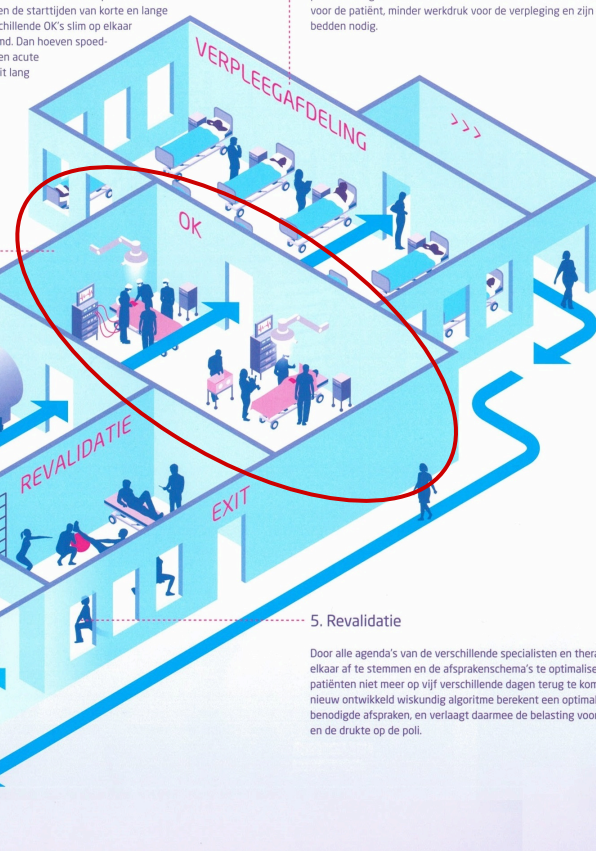 en de starttijden van korte en lange
chillende OK's slim op elkaar
md. Dan hoeven spoed-
en acute
it lang
voor de patiënt, minder werkdruk voor de verpleging en zijn
bedden nodig.
VERPLEEGAFDELING
>>>
OK
REVALIDATIE
EXIT
5. Revalidatie
Door alle agenda's van de verschillende specialisten en thera
elkaar af te stemmen en de afsprakenschema's te optimalise
patiënten niet meer op vijf verschillende dagen terug te kom
nieuw ontwikkeld wiskundig algoritme berekent een optimal
benodigde afspraken, en verlaagt daarmee de belasting voor
en de drukte op de poli.